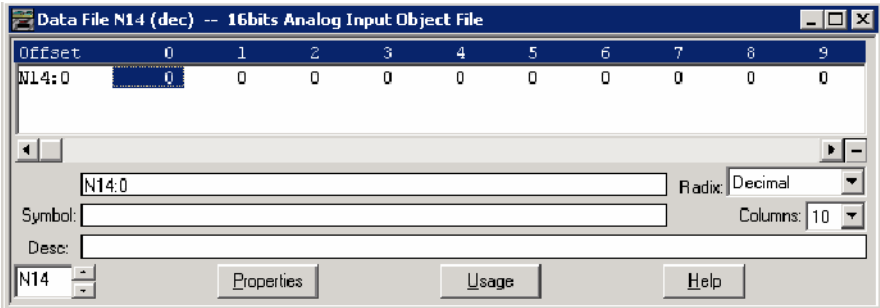 Data File N14 (dec) -- 16bits Analog Input Object File
Offset 0 1 2 3 4 5 6 7 8 9
N14:0 0 0 0 0 0 0 0 0 0 0
N14:0
Radix: Decimal
Symbol:
Columns: 10
Desc:
N14
Properties
Usage
Help